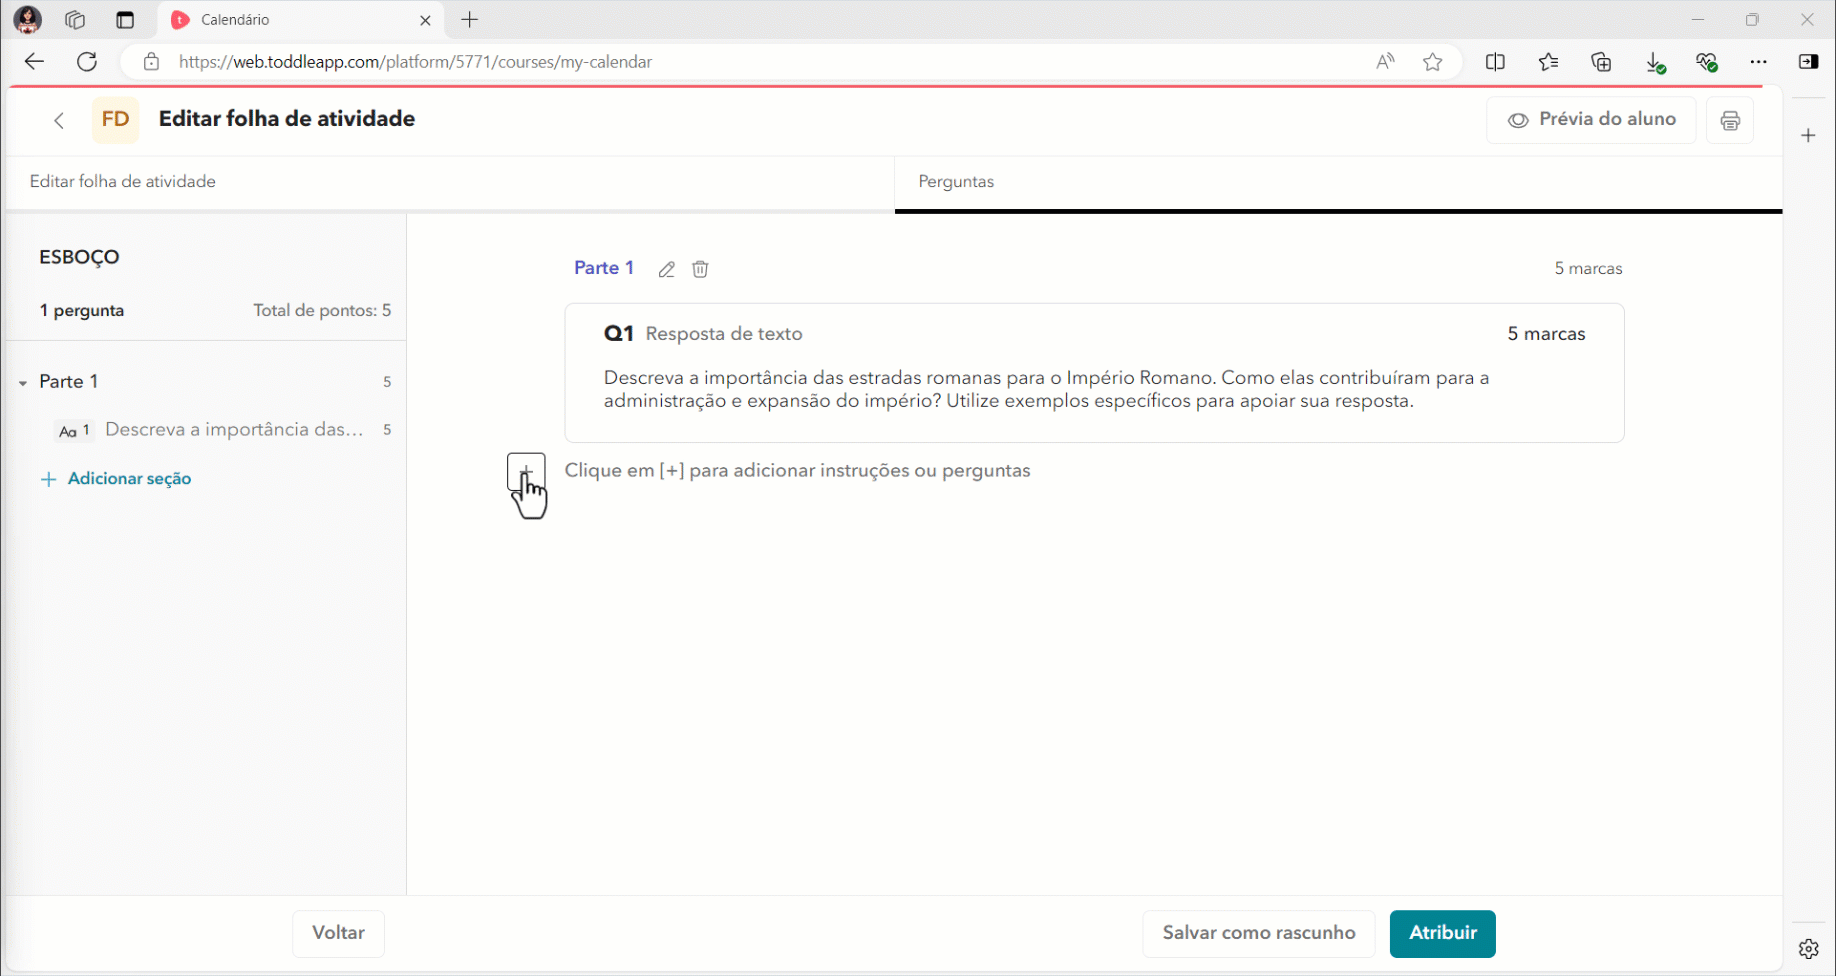 Calendário
https://web.toddleapp.com/platform/5771/courses/my-calendar
FD
Editar folha de atividade
Prévia do aluno
Editar folha de atividade
Perguntas
ESBOÇO
1 pergunta
Total de pontos: 5
Parte 1
5
Aa 1
Descreva a importância das...
5
Adicionar seção
Parte 1
5 marcas
Q1 Resposta de texto
5 marcas
Descreva a importância das estradas romanas para o Império Romano. Como elas contribuíram para a
administração e expansão do império? Utilize exemplos específicos para apoiar sua resposta.
Clique em [+] para adicionar instruções ou perguntas
Voltar
Salvar como rascunho
Atribuir